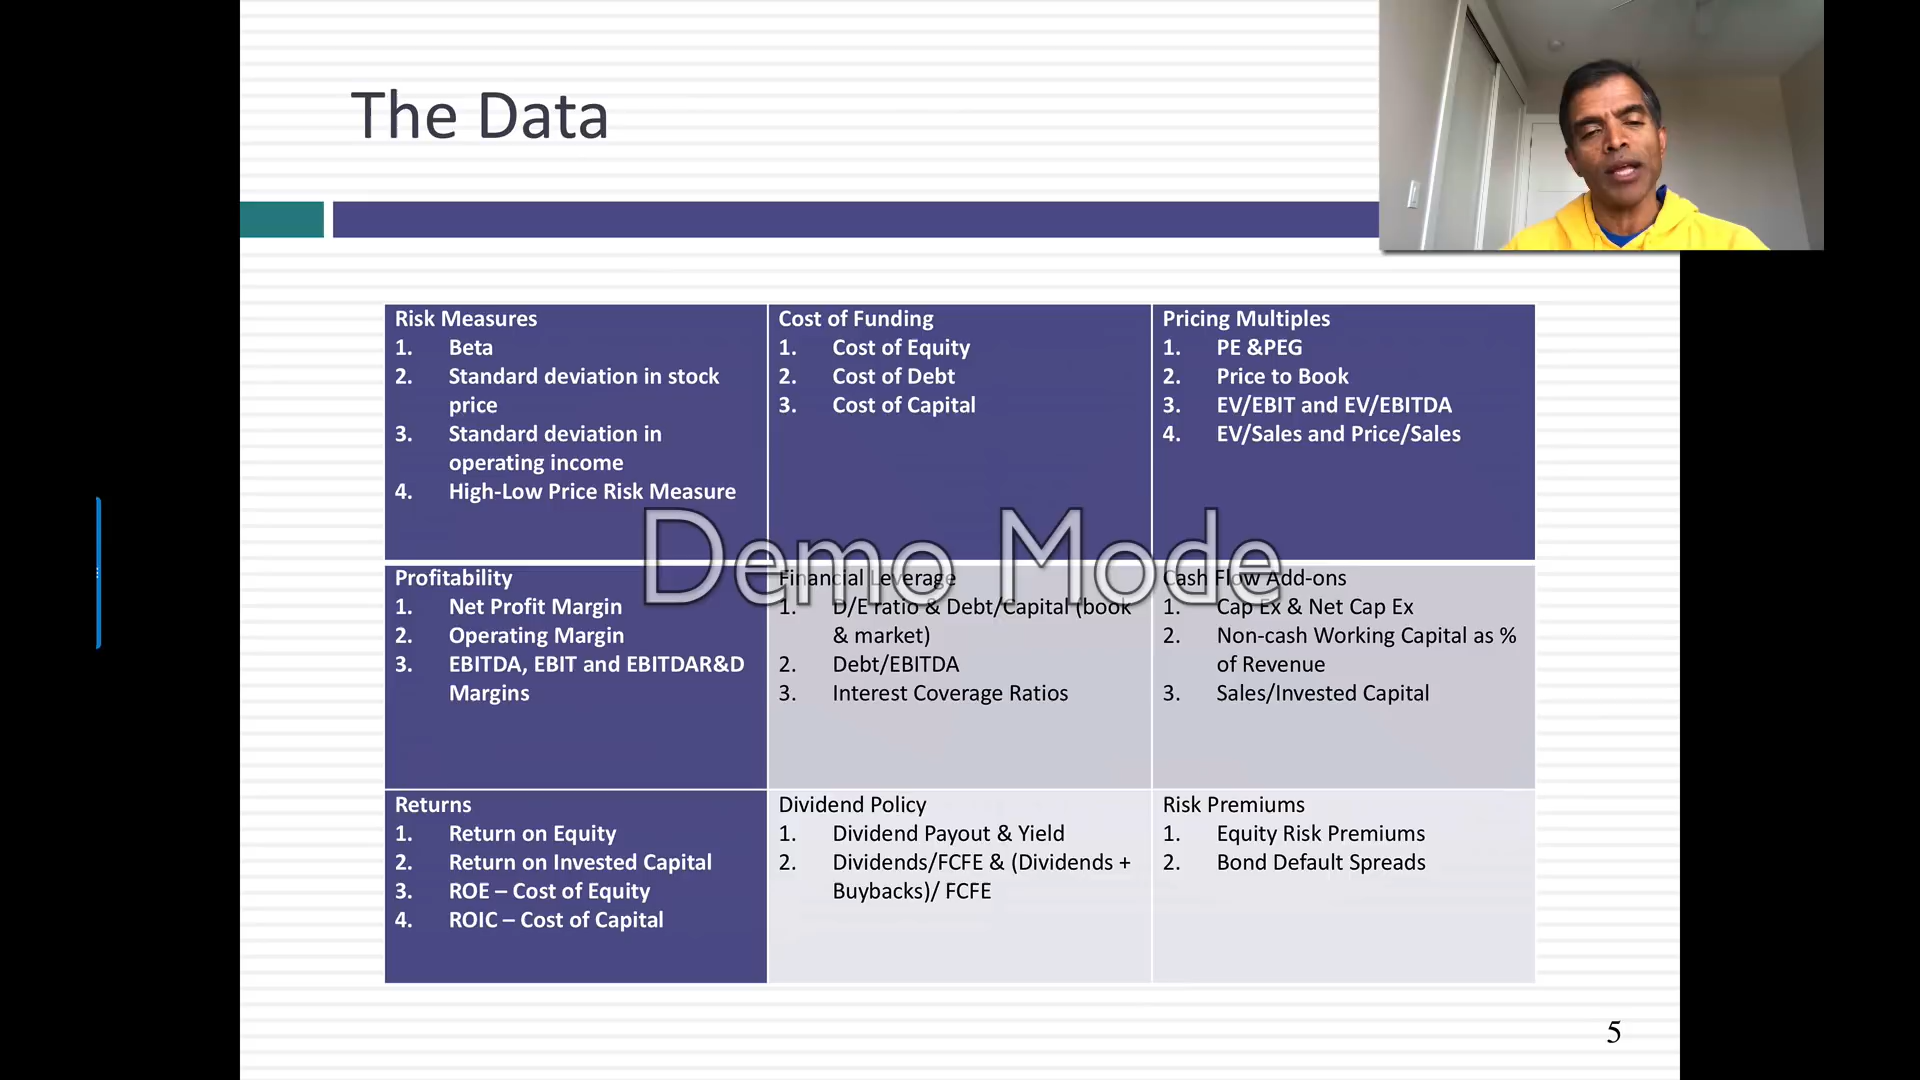 The Data
Risk Measures
1. Beta
2. Standard deviation in stock
price
3. Standard deviation in
operating income
4. High-Low Price Risk Measure
Cost of Funding
1. Cost of Equity
2. Cost of Debt
3. Cost of Capital
Pricing Multiples
1. PE &PEG
2. Price to Book
3. EV/EBIT and EV/EBITDA
4. EV/Sales and Price/Sales
Demo Mode
Profitability
1. Net Profit Margin
2. Operating Margin
3. EBITDA, EBIT and EBITDAR&D
Margins
Financial Leverage
1. D/E ratio & Debt/Capital (book
& market)
2. Debt/EBITDA
3. Interest Coverage Ratios
Cash Flow Add-ons
1. Cap Ex & Net Cap Ex
2. Non-cash Working Capital as %
of Revenue
3. Sales/Invested Capital
Returns
1. Return on Equity
2. Return on Invested Capital
3. ROE – Cost of Equity
4. ROIC – Cost of Capital
Dividend Policy
1. Dividend Payout & Yield
2. Dividends/FCFE & (Dividends +
Buybacks)/ FCFE
Risk Premiums
1. Equity Risk Premiums
2. Bond Default Spreads
5